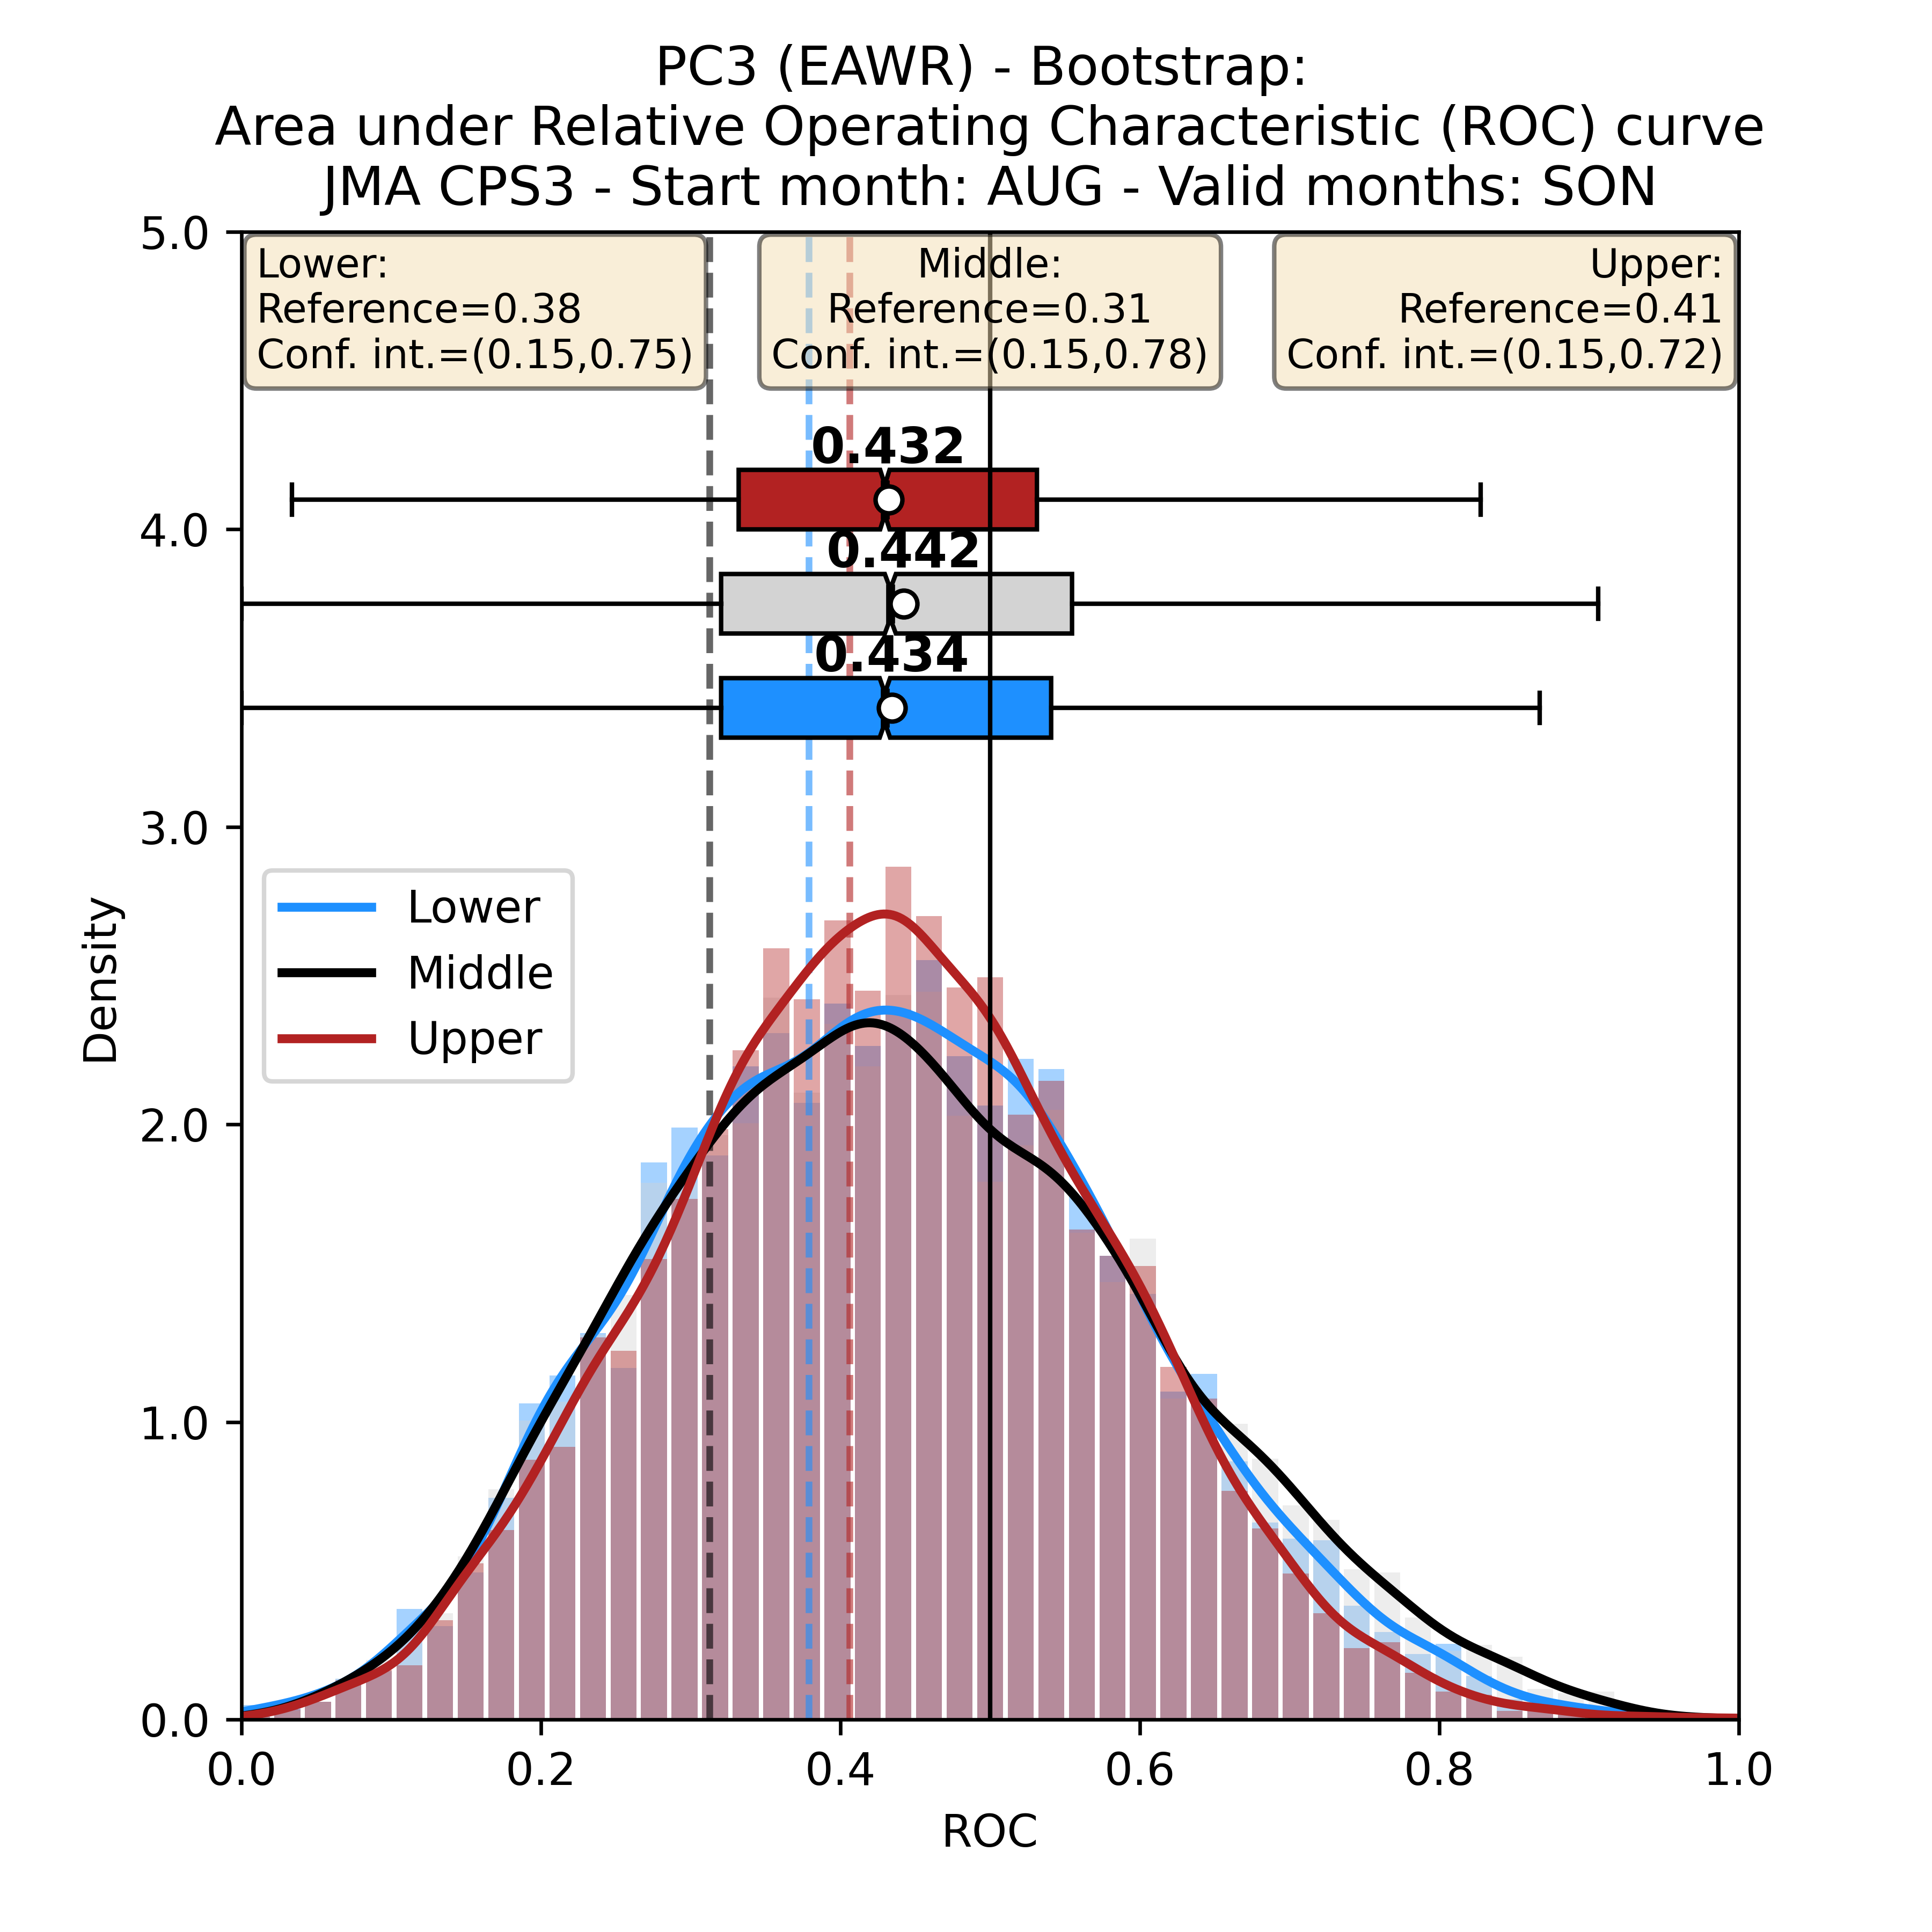 PC3 (EAWR) - Bootstrap:
Area under Relative Operating Characteristic (ROC) curve
JMA CPS3 - Start month: AUG - Valid months: SON
Lower:
Reference=0.38
Conf. int.=(0.15,0.75)
Middle:
Reference=0.31
Conf. int.=(0.15,0.78)
Upper:
Reference=0.41
Conf. int.=(0.15,0.72)
0.432
0.442
0.434
Lower
Middle
Upper
Density
5.0
4.0
3.0
2.0
1.0
0.0
0.0 0.2 0.4 0.6 0.8 1.0
ROC